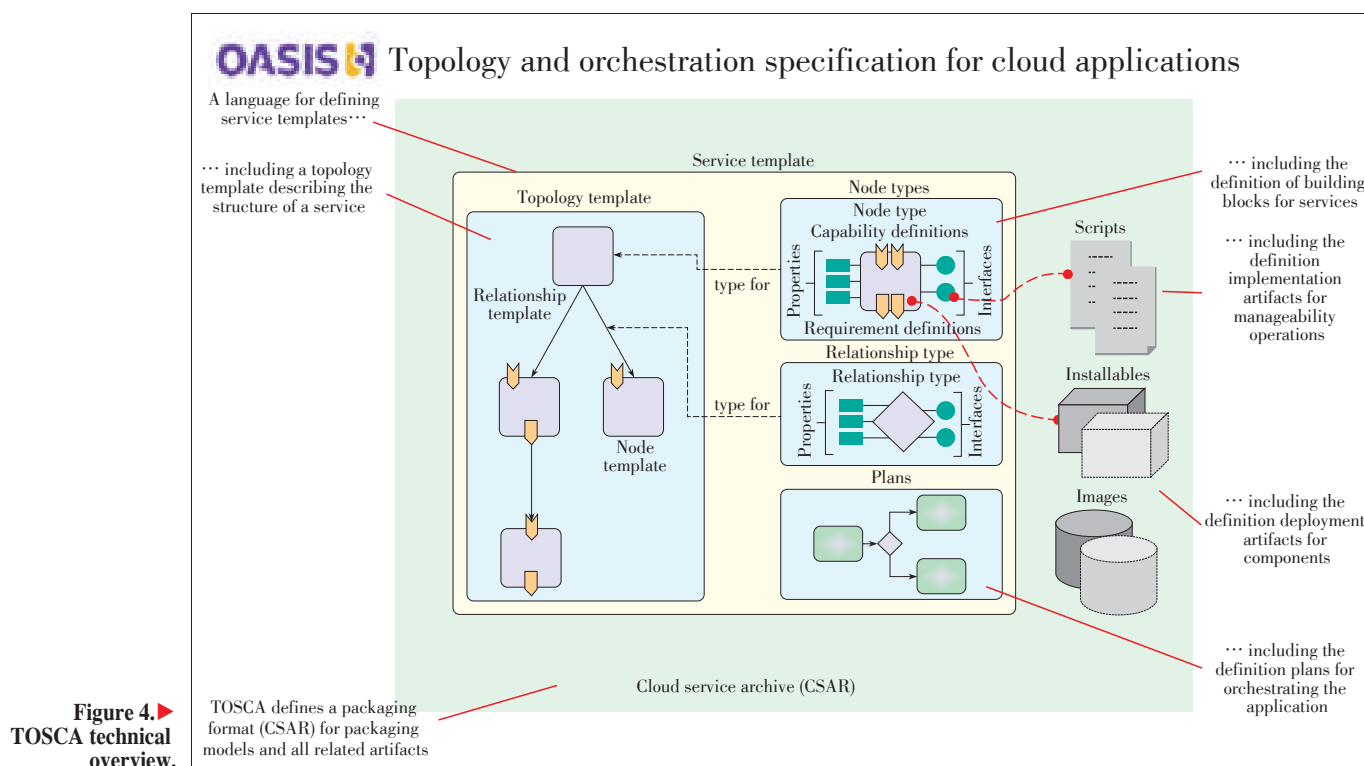 OASIS Topology and orchestration specification for cloud applications
A language for defining
service templates…
… including a topology
template describing the
structure of a service
Service template
Topology template
Relationship
template
Node
template
type for
type for
Node types
Node type
Capability definitions
Properties
Interfaces
Requirement definitions
Relationship type
Relationship type
Properties
Interfaces
Plans
Scripts
Installables
Images
… including the
definition of building
blocks for services
… including the
definition
implementation
artifacts for
manageability
operations
… including the
definition deployment
artifacts for
components
… including the
definition plans for
orchestrating the
application
Cloud service archive (CSAR)
TOSCA defines a packaging
format (CSAR) for packaging
models and all related artifacts
Figure 4.
TOSCA technical
overview.